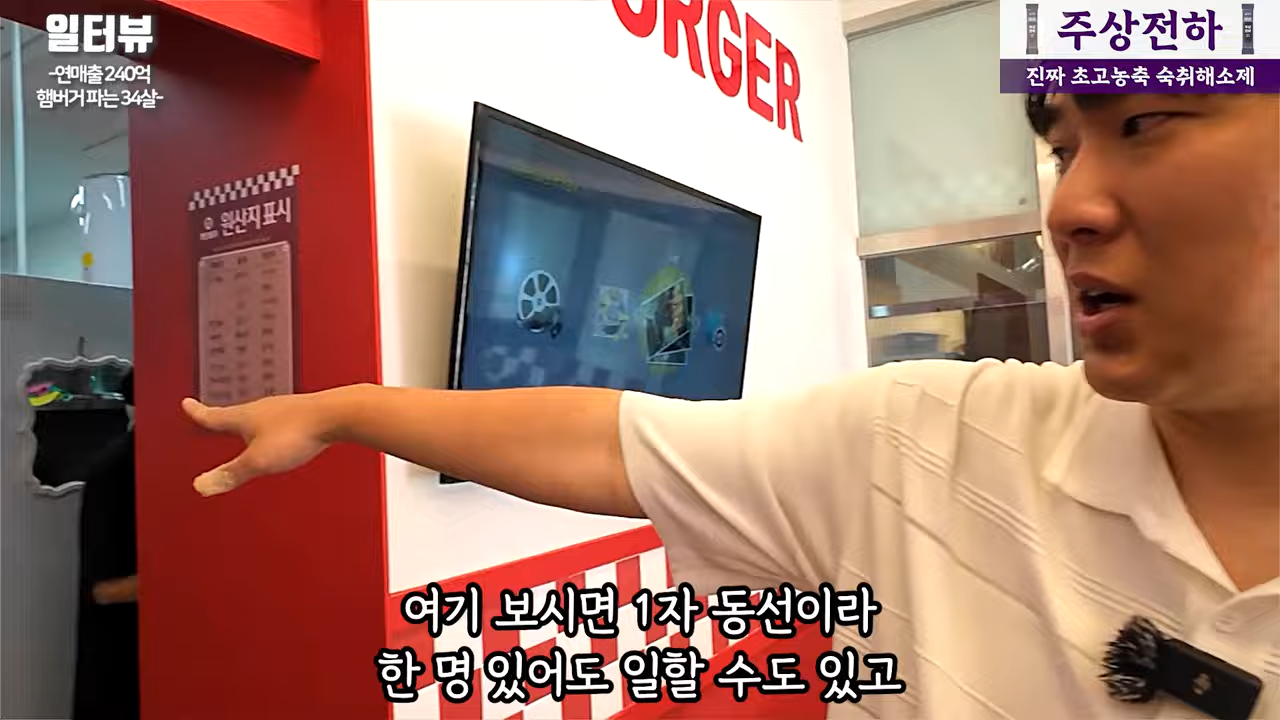 일터뷰
-연매출 240억
햄버거 파는 34살-
주상전하
진짜 초고농축 숙취해소제
URGER
원산지 표시
여기 보시면 1자 동선이라
한 명 있어도 일할 수도 있고